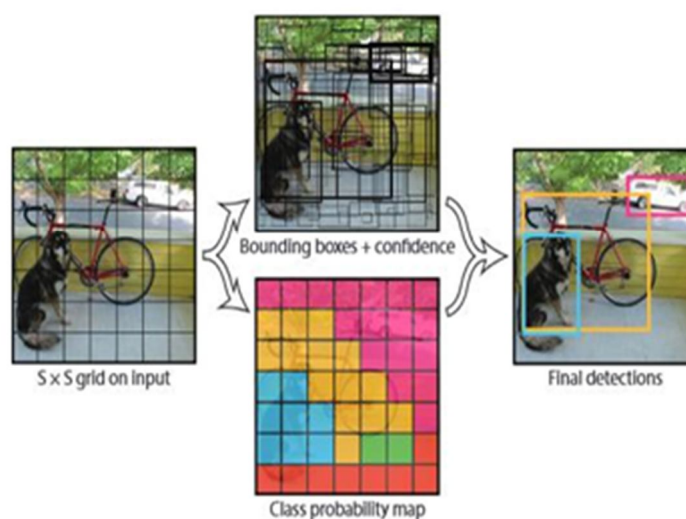 Bounding boxes + confidence
S × S grid on input
Final detections
Class probability map